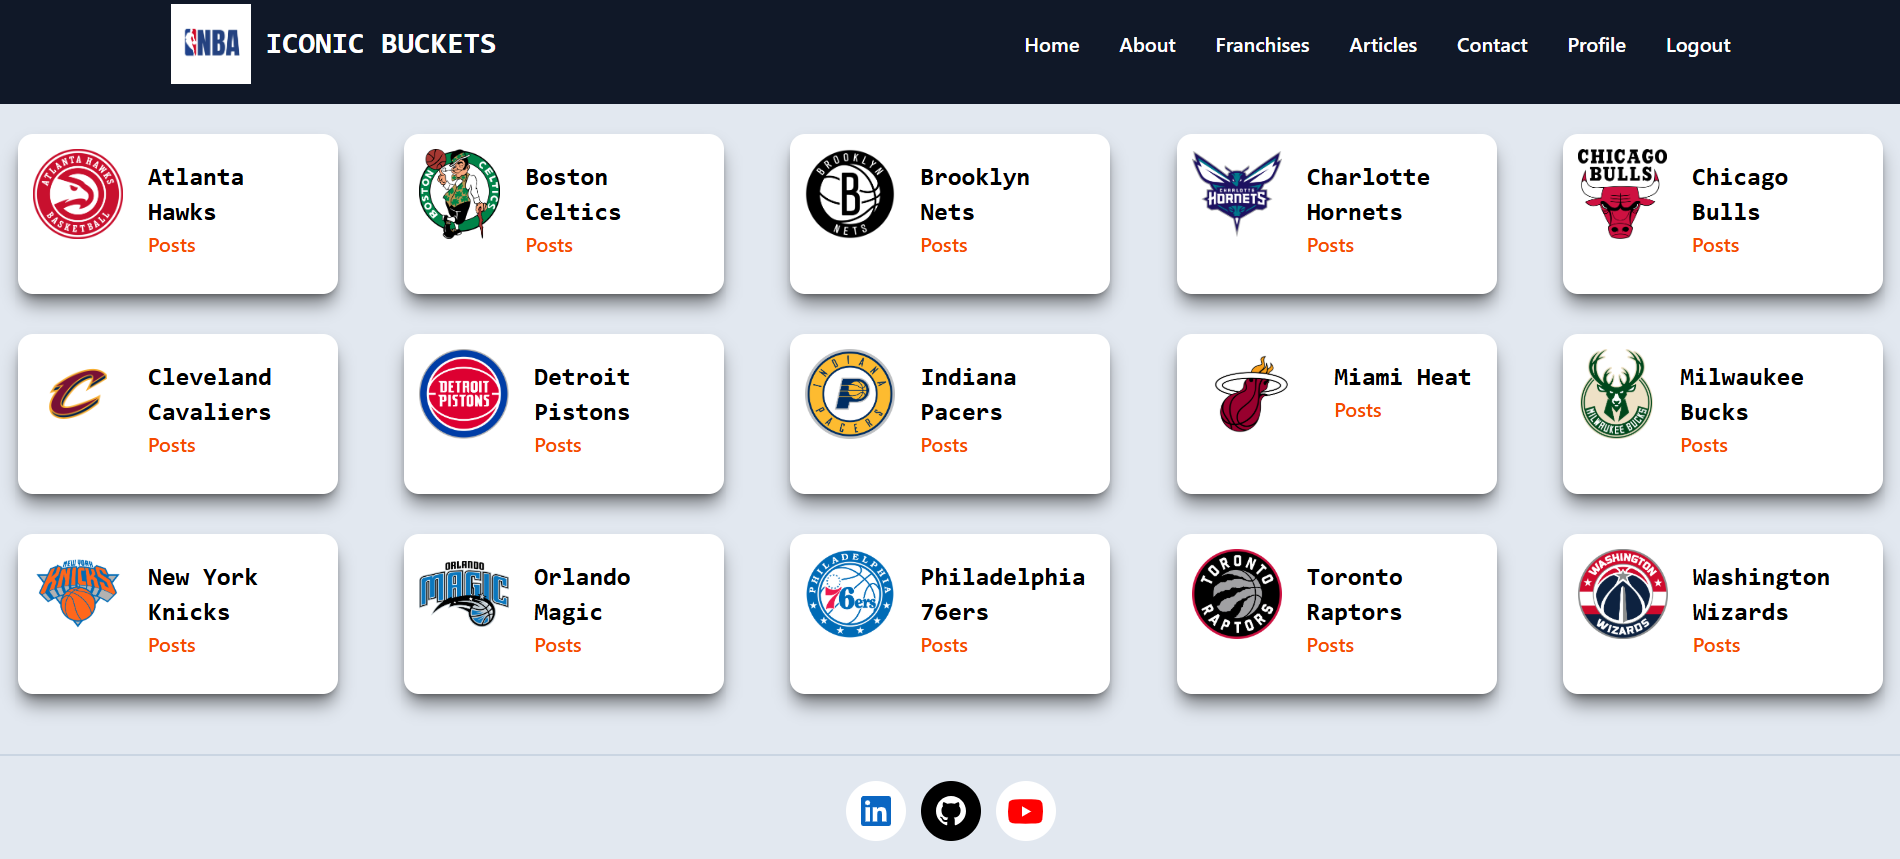 NBA ICONIC BUCKETS Home About Franchises Articles Contact Profile Logout
ATLANTA HAWKS
BASKETBALL
Atlanta
Hawks
Posts
BOSTON CELTICS
Boston
Celtics
Posts
BROOKLYN
B
NETS
Brooklyn
Nets
Posts
CHARLOTTE
HORNETS
Charlotte
Hornets
Posts
CHICAGO
BULLS
Chicago
Bulls
Posts
C
Cleveland
Cavaliers
Posts
DETROIT
PISTONS
Detroit
Pistons
Posts
INDIANA
P
PACERS
Indiana
Pacers
Posts
Miami Heat
Posts
MILWAUKEE BUCKS
Milwaukee
Bucks
Posts
NEW YORK
KNICKS
New York
Knicks
Posts
ORLANDO
MAGIC
Orlando
Magic
Posts
PHILADELPHIA
76ers
Philadelphia
76ers
Posts
TORONTO
RAPTORS
Toronto
Raptors
Posts
WASHINGTON
WIZARDS
Washington
Wizards
Posts
in